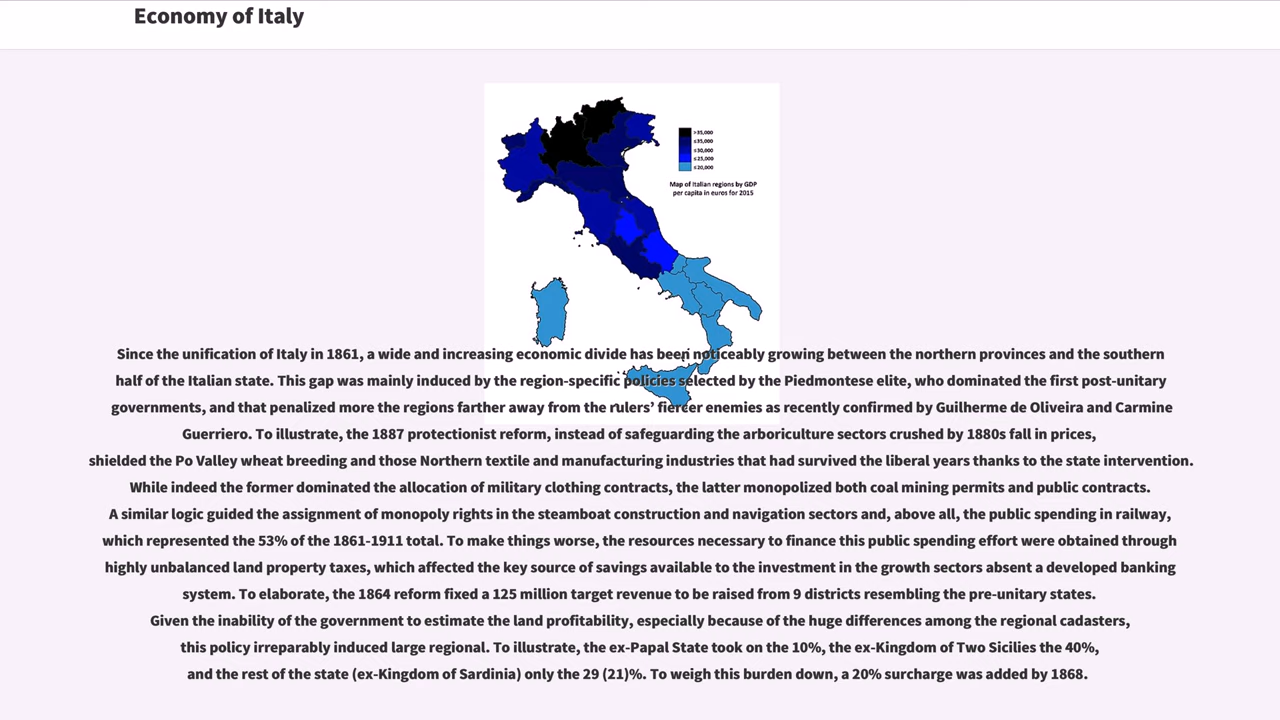 Economy of Italy
>35,000
≤35,000
≤30,000
≤25,000
≤20,000
Map of Italian regions by GDP
per capita in euros for 2015
Since the unification of Italy in 1861, a wide and increasing economic divide has been noticeably growing between the northern provinces and the southern
half of the Italian state. This gap was mainly induced by the region-specific policies selected by the Piedmontese elite, who dominated the first post-unitary
governments, and that penalized more the regions farther away from the rulers’ fiercer enemies as recently confirmed by Guilherme de Oliveira and Carmine
Guerriero. To illustrate, the 1887 protectionist reform, instead of safeguarding the arboriculture sectors crushed by 1880s fall in prices,
shielded the Po Valley wheat breeding and those Northern textile and manufacturing industries that had survived the liberal years thanks to the state intervention.
While indeed the former dominated the allocation of military clothing contracts, the latter monopolized both coal mining permits and public contracts.
A similar logic guided the assignment of monopoly rights in the steamboat construction and navigation sectors and, above all, the public spending in railway,
which represented the 53% of the 1861-1911 total. To make things worse, the resources necessary to finance this public spending effort were obtained through
highly unbalanced land property taxes, which affected the key source of savings available to the investment in the growth sectors absent a developed banking
system. To elaborate, the 1864 reform fixed a 125 million target revenue to be raised from 9 districts resembling the pre-unitary states.
Given the inability of the government to estimate the land profitability, especially because of the huge differences among the regional cadasters,
this policy irreparably induced large regional. To illustrate, the ex-Papal State took on the 10%, the ex-Kingdom of Two Sicilies the 40%,
and the rest of the state (ex-Kingdom of Sardinia) only the 29 (21)%. To weigh this burden down, a 20% surcharge was added by 1868.